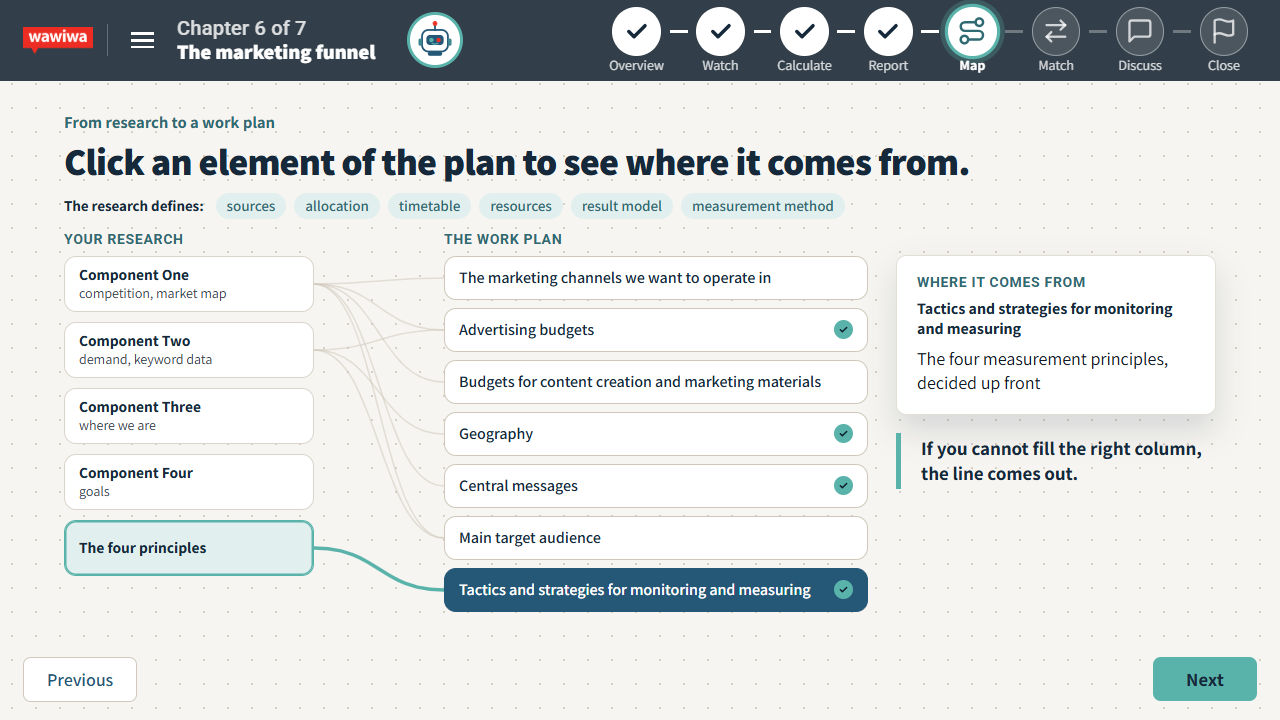 wawiwa
Chapter 6 of 7
The marketing funnel
Overview
Watch
Calculate
Report
Map
Match
Discuss
Close
From research to a work plan
Click an element of the plan to see where it comes from.
The research defines: sources allocation timetable resources result model measurement method
YOUR RESEARCH
Component One
competition, market map
Component Two
demand, keyword data
Component Three
where we are
Component Four
goals
The four principles
THE WORK PLAN
The marketing channels we want to operate in
Advertising budgets
Budgets for content creation and marketing materials
Geography
Central messages
Main target audience
Tactics and strategies for monitoring and measuring
WHERE IT COMES FROM
Tactics and strategies for monitoring
and measuring
The four measurement principles,
decided up front
If you cannot fill the right column,
the line comes out.
Previous
Next